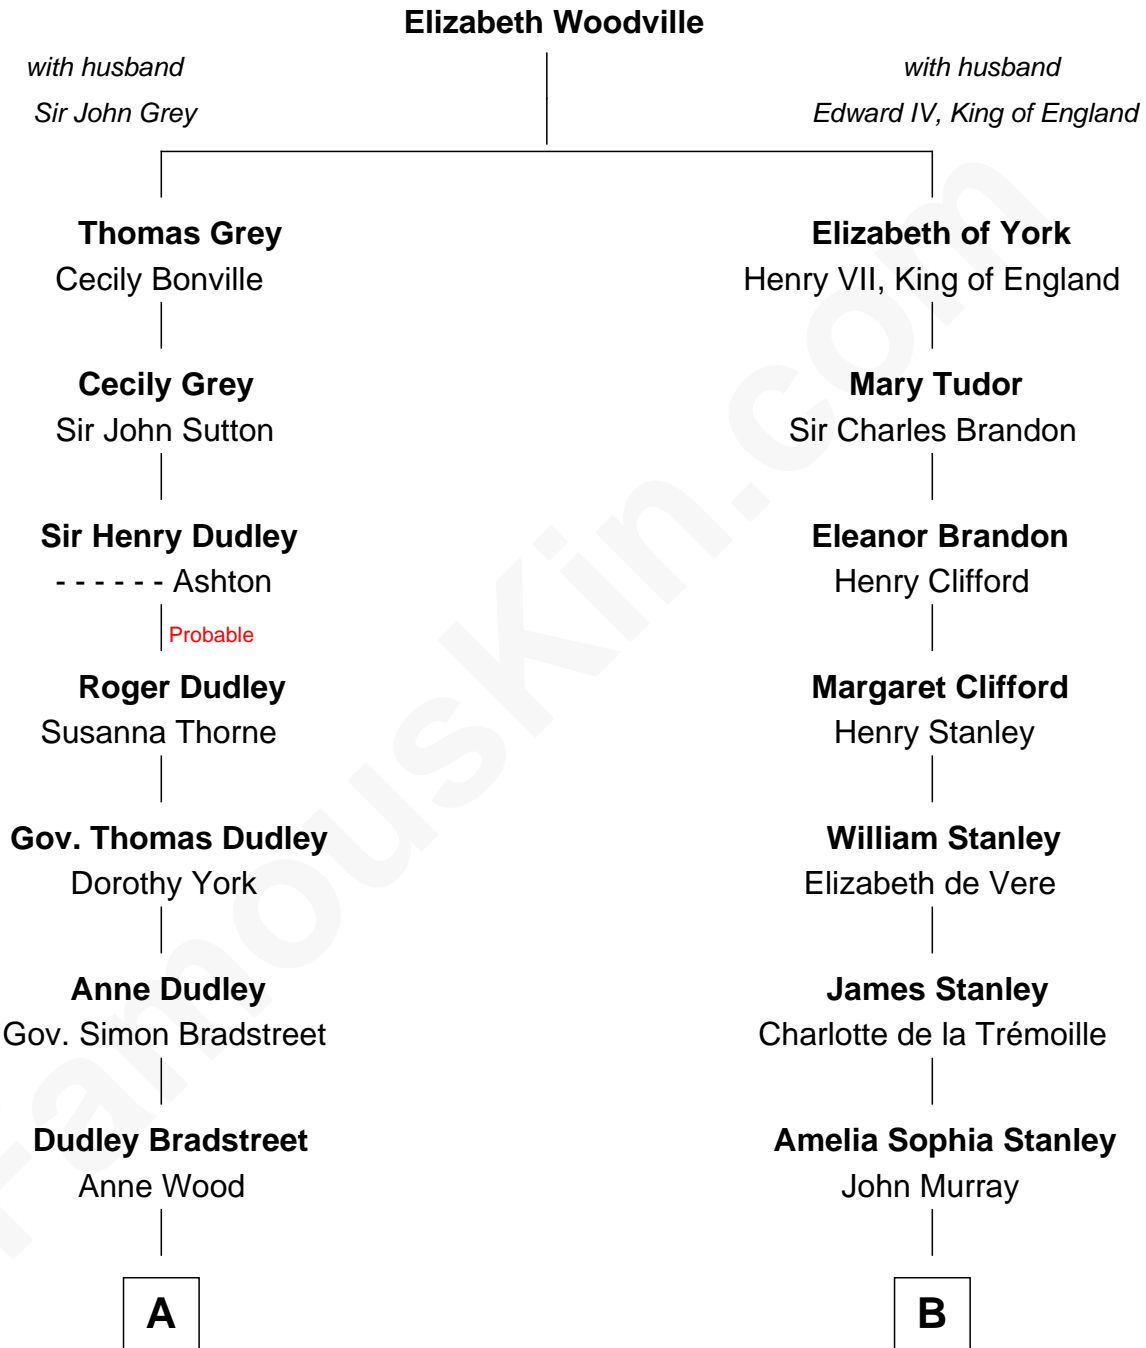 Elizabeth Woodville
with husband
Sir John Grey
with husband
Edward IV, King of England
Thomas Grey
Cecily Bonville
Elizabeth of York
Henry VII, King of England
Cecily Grey
Sir John Sutton
Mary Tudor
Sir Charles Brandon
Sir Henry Dudley
- - - - - - Ashton
Probable
Eleanor Brandon
Henry Clifford
Roger Dudley
Susanna Thorne
Margaret Clifford
Henry Stanley
Gov. Thomas Dudley
Dorothy York
William Stanley
Elizabeth de Vere
Anne Dudley
Gov. Simon Bradstreet
James Stanley
Charlotte de la Trémoille
Dudley Bradstreet
Anne Wood
Amelia Sophia Stanley
John Murray
A
B
FamousKin.com